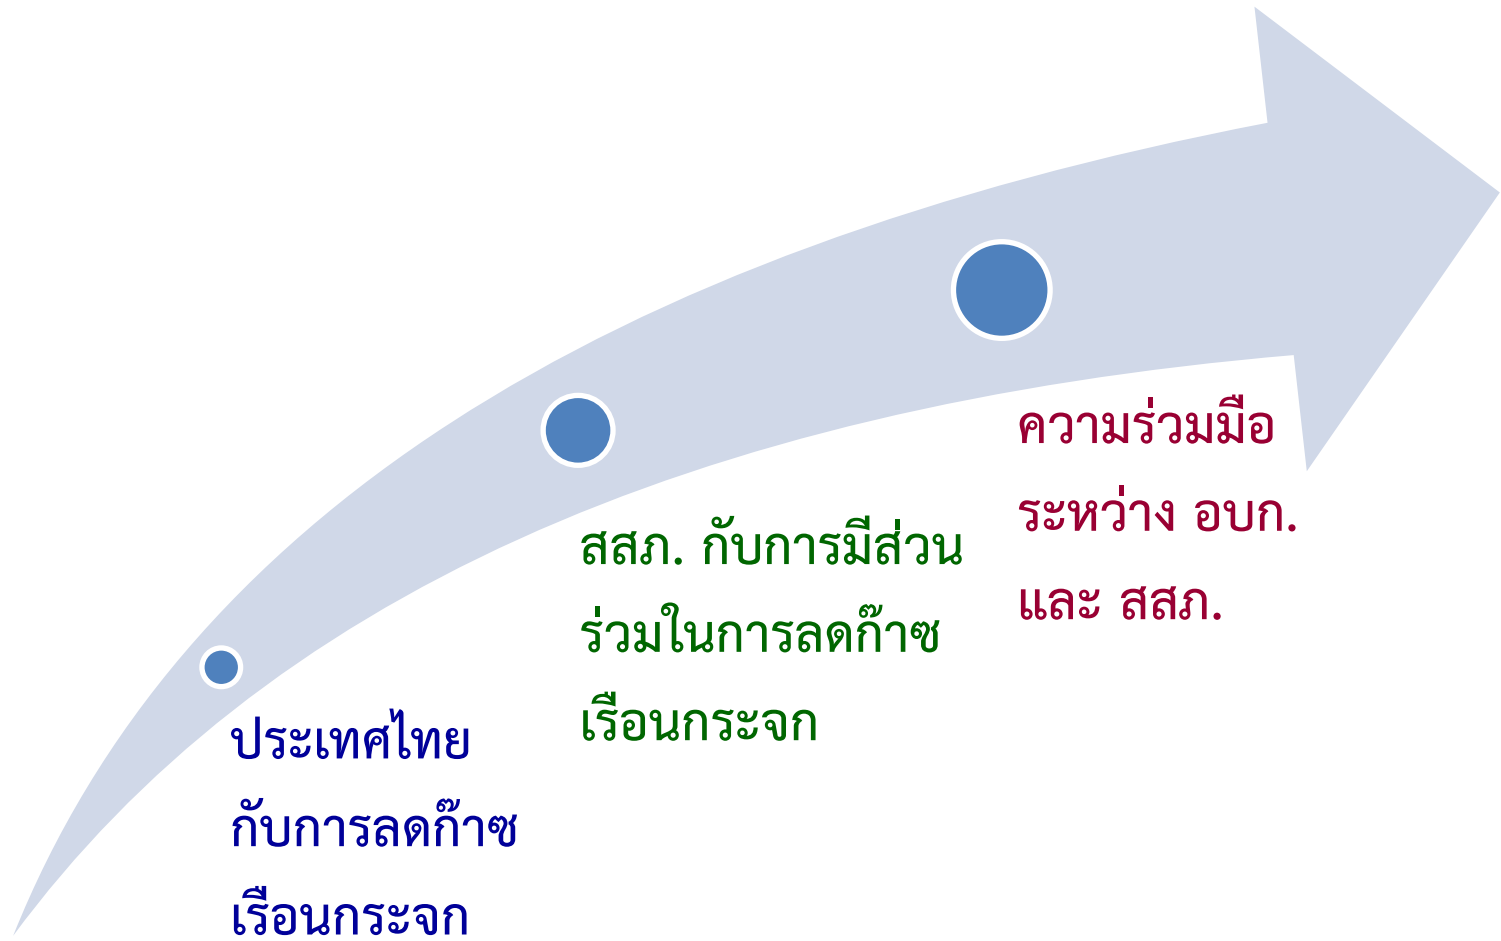 ประเทศไทย
กับการลดก๊าซ
เรือนกระจก
สสภ. กับการมีส่วน
ร่วมในการลดก๊าซ
เรือนกระจก
ความร่วมมือ
ระหว่าง อบก.
และ สสภ.